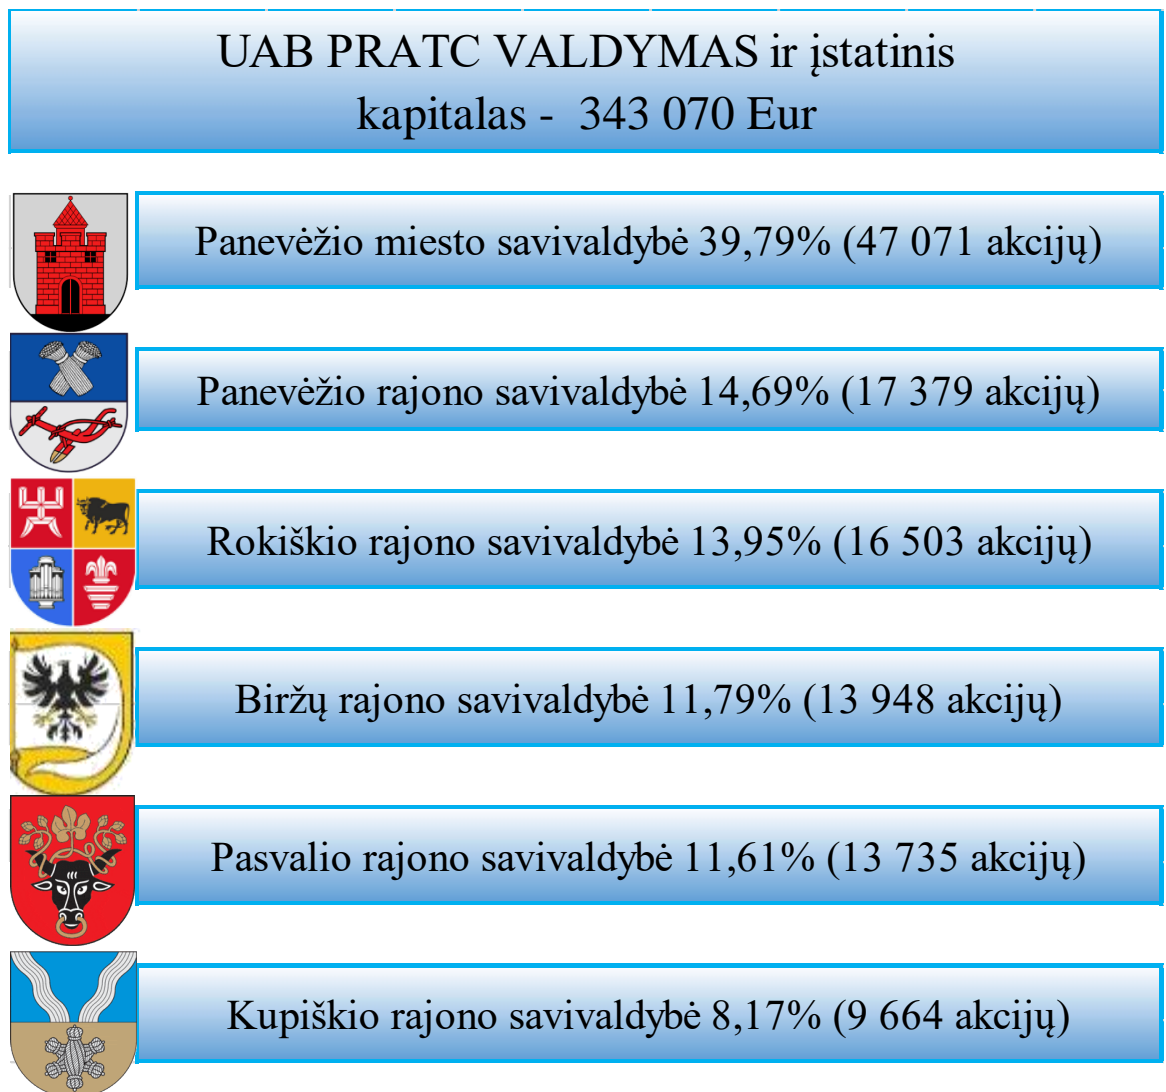 UAB PRATC VALDYMAS ir įstatinis
kapitalas - 343 070 Eur
Panevėžio miesto savivaldybė 39,79% (47 071 akcijų)
Panevėžio rajono savivaldybė 14,69% (17 379 akcijų)
Rokiškio rajono savivaldybė 13,95% (16 503 akcijų)
Biržų rajono savivaldybė 11,79% (13 948 akcijų)
Pasvalio rajono savivaldybė 11,61% (13 735 akcijų)
Kupiškio rajono savivaldybė 8,17% (9 664 akcijų)